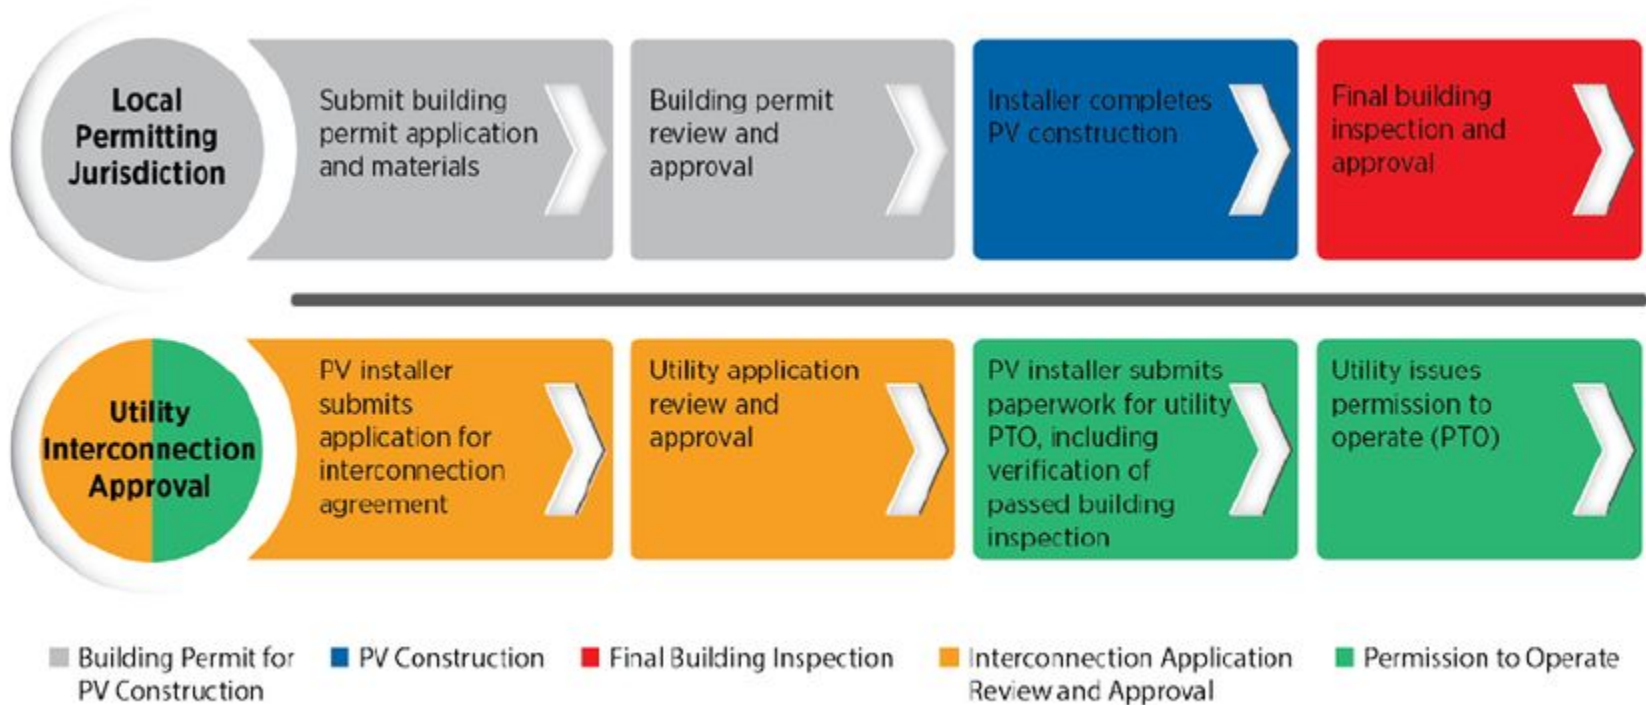 Local
Permitting
Jurisdiction
Submit building
permit application
and materials
Building permit
review and
approval
Installer completes
PV construction
Final building
inspection and
approval
Utility
Interconnection
Approval
PV installer
submits
application for
interconnection
agreement
Utility application
review and
approval
PV installer submits
paperwork for utility
PTO, including
verification of
passed building
inspection
Utility issues
permission to
operate (PTO)
Building Permit for
PV Construction
PV Construction
Final Building Inspection
Interconnection Application
Review and Approval
Permission to Operate